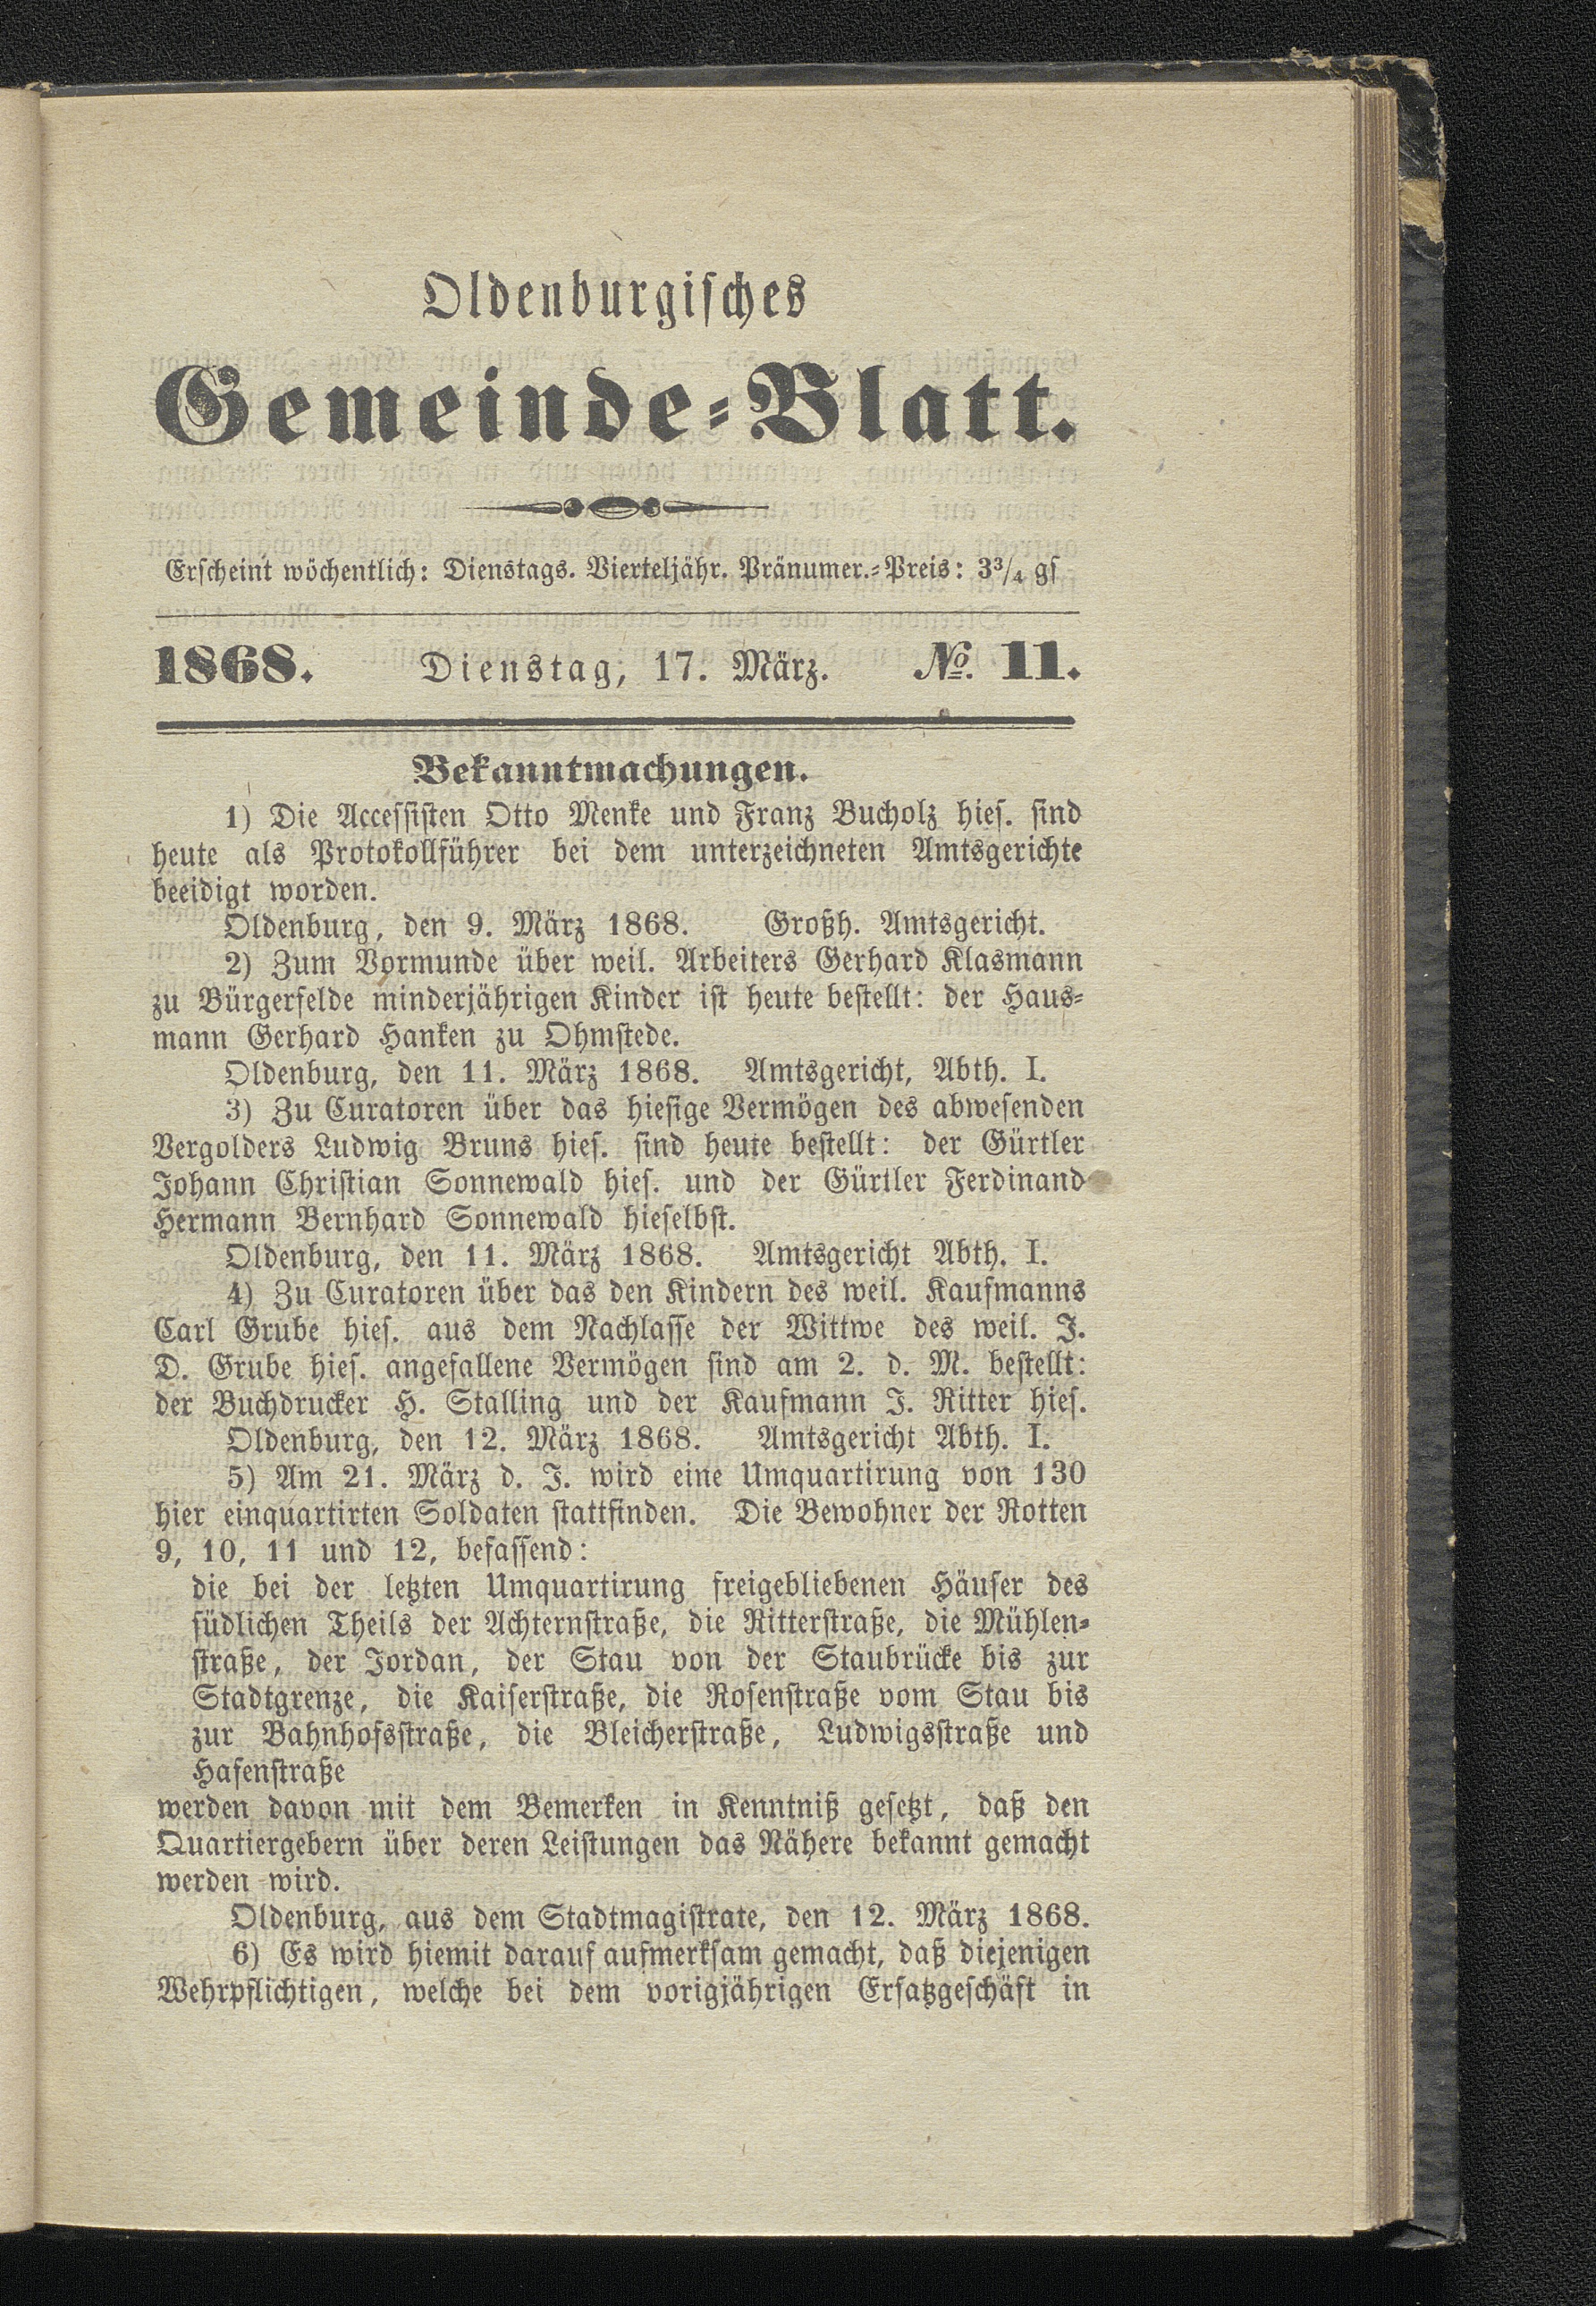 Oldenburgisches
Gemeinde-Blatt.
Erscheint wöchentlich: Dienstags. Vierteljähr. Pränumer.-Preis: 3¾ gs
1868. Dienstag, 17. März. No. 11.
Bekanntmachungen.
1) Die Accessisten Otto Menke und Franz Bucholz hies. sind
heute als Protokollführer bei dem unterzeichneten Amtsgerichte
beeidigt worden.
Oldenburg, den 9. März 1868. Großh. Amtsgericht.
2) Zum Vormunde über weil. Arbeiters Gerhard Klasmann
zu Bürgerfelde minderjährigen Kinder ist heute bestellt: der Haus-
mann Gerhard Hanken zu Ohmstede.
Oldenburg, den 11. März 1868. Amtsgericht, Abth. I.
3) Zu Curatoren über das hiesige Vermögen des abwesenden
Vergolders Ludwig Bruns hies. sind heute bestellt: der Gürtler
Johann Christian Sonnewald hies. und der Gürtler Ferdinand
Hermann Bernhard Sonnewald hieselbst.
Oldenburg, den 11. März 1868. Amtsgericht Abth. I.
4) Zu Curatoren über das den Kindern des weil. Kaufmanns
Carl Grube hies. aus dem Nachlasse der Wittwe des weil. J.
D. Grube hies. angefallene Vermögen sind am 2. d. M. bestellt:
der Buchdrucker H. Stalling und der Kaufmann J. Ritter hies.
Oldenburg, den 12. März 1868. Amtsgericht Abth. I.
5) Am 21. März d. J. wird eine Umquartirung von 130
hier einquartirten Soldaten stattfinden. Die Bewohner der Rotten
9, 10, 11 und 12, befassend:
die bei der letzten Umquartirung freigebliebenen Häuser des
südlichen Theils der Achternstraße, die Ritterstraße, die Mühlen-
straße, der Jordan, der Stau von der Staubrücke bis zur
Stadtgrenze, die Kaiserstraße, die Rosenstraße vom Stau bis
zur Bahnhofsstraße, die Bleicherstraße, Ludwigsstraße und
Hafenstraße
werden davon mit dem Bemerken in Kenntniß gesetzt, daß den
Quartiergebern über deren Leistungen das Nähere bekannt gemacht
werden wird.
Oldenburg, aus dem Stadtmagistrate, den 12. März 1868.
6) Es wird hiemit darauf aufmerksam gemacht, daß diejenigen
Wehrpflichtigen, welche bei dem vorigjährigen Ersatzgeschäft in